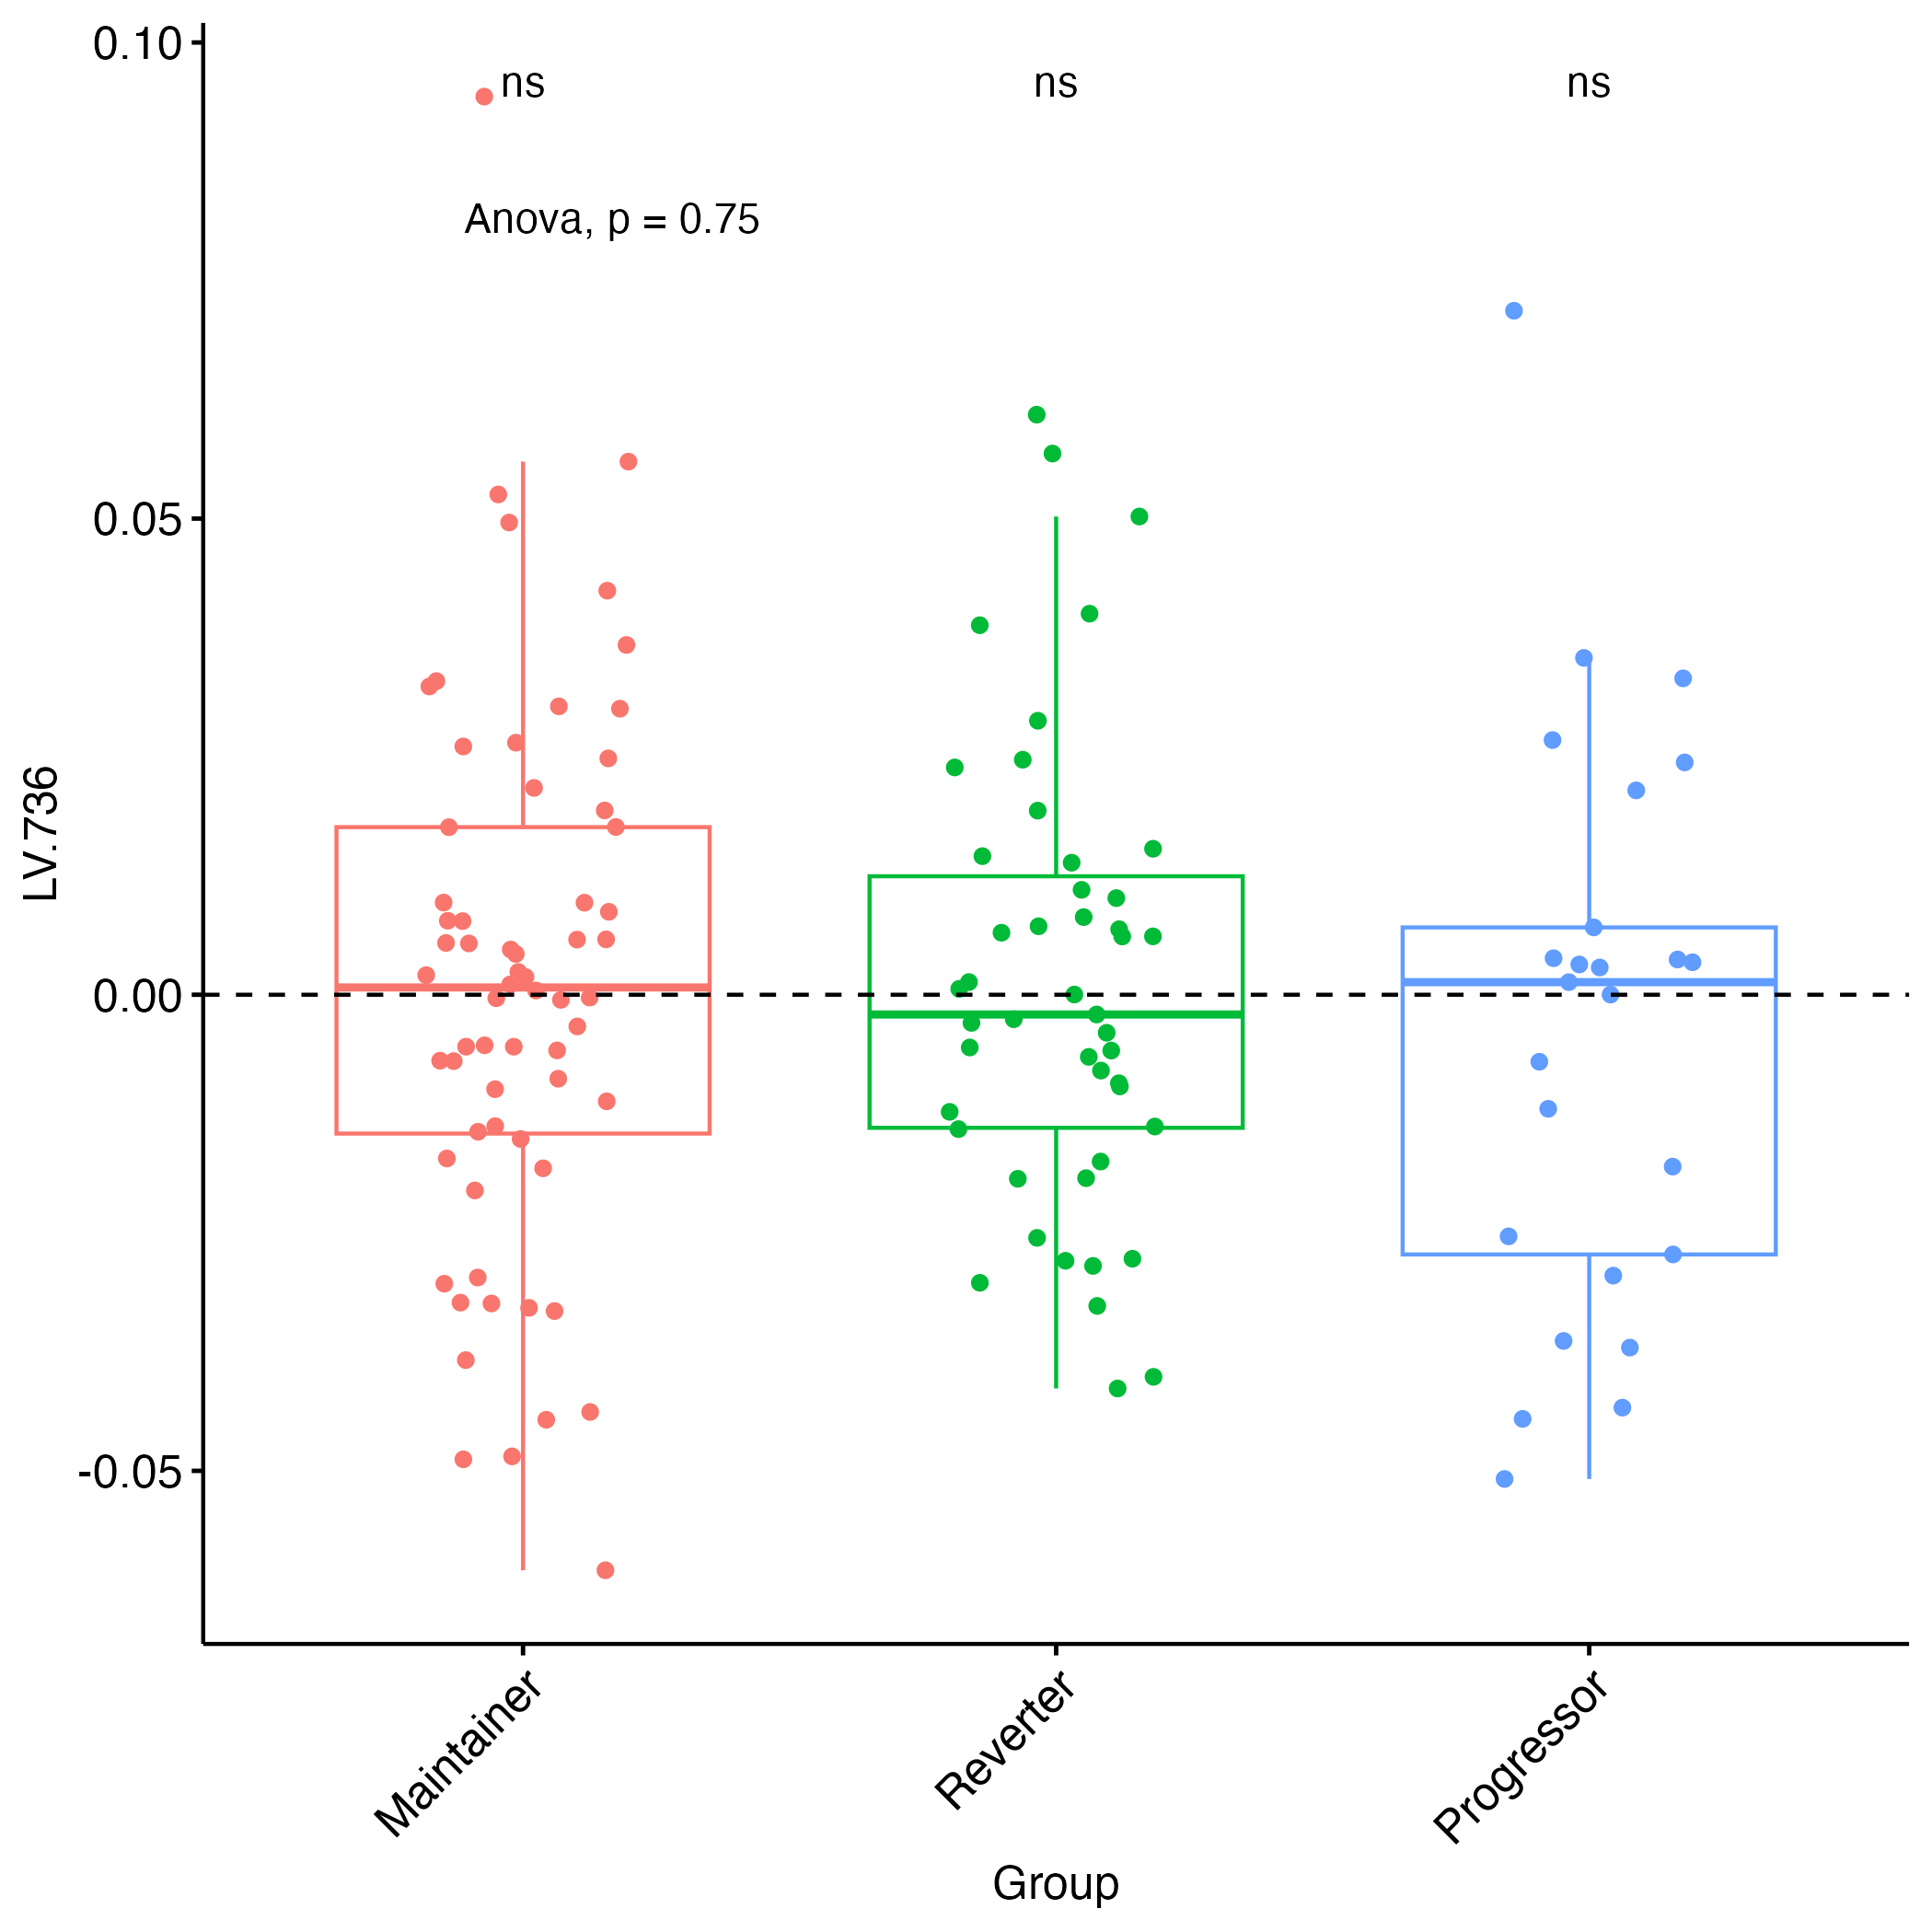 0.10
ns
ns
ns
Anova, p = 0.75
0.05
LV.736
0.00
-0.05
Maintainer
Reverter
Progressor
Group